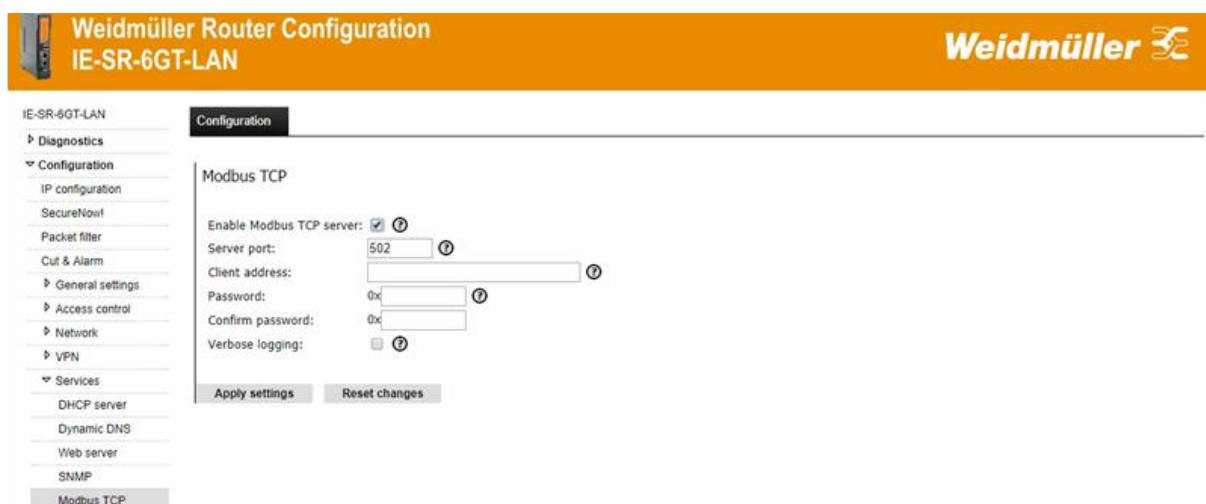 Weidmüller Router Configuration
IE-SR-6GT-LAN
Weidmüller
IE-SR-6GT-LAN
Diagnostics
Configuration
IP configuration
SecureNow!
Packet filter
Cut & Alarm
General settings
Access control
Network
VPN
Services
DHCP server
Dynamic DNS
Web server
SNMP
Modbus TCP
Configuration
Modbus TCP
Enable Modbus TCP server:
Server port: 502
Client address:
Password: 0x
Confirm password: 0x
Verbose logging:
Apply settings Reset changes